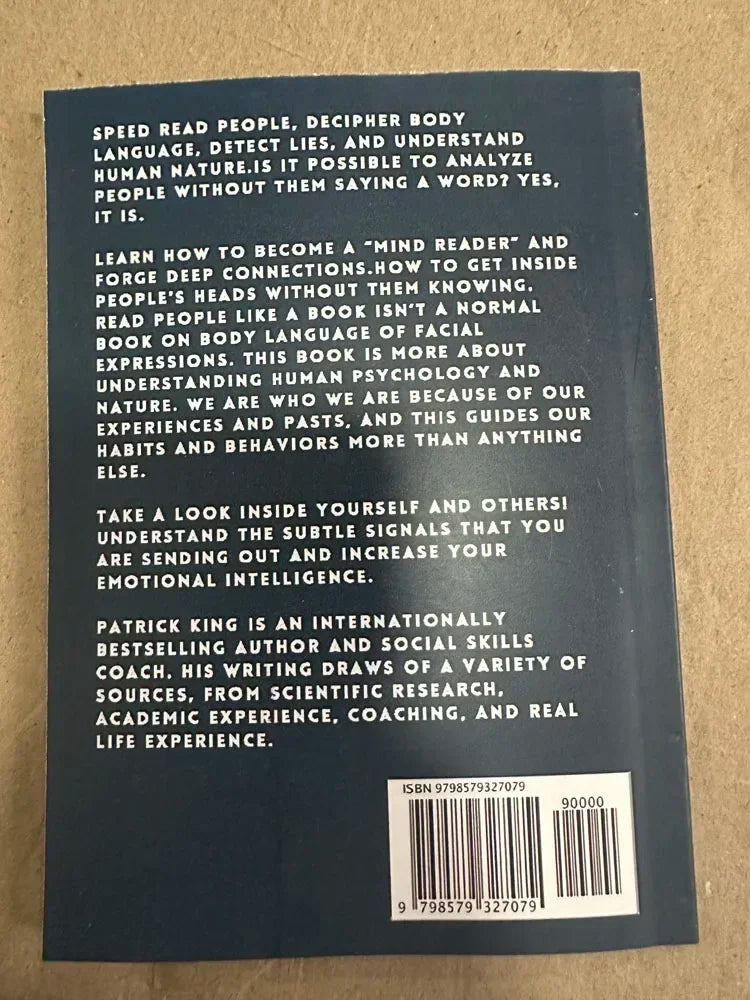 SPEED READ PEOPLE, DECIPHER BODY
LANGUAGE, DETECT LIES, AND UNDERSTAND
HUMAN NATURE.IS IT POSSIBLE TO ANALYZE
PEOPLE WITHOUT THEM SAYING A WORD? YES,
IT IS.
LEARN HOW TO BECOME A "MIND READER" AND
FORGE DEEP CONNECTIONS.HOW TO GET INSIDE
PEOPLE'S HEADS WITHOUT THEM KNOWING.
READ PEOPLE LIKE A BOOK ISN'T A NORMAL
BOOK ON BODY LANGUAGE OF FACIAL
EXPRESSIONS. THIS BOOK IS MORE ABOUT
UNDERSTANDING HUMAN PSYCHOLOGY AND
NATURE. WE ARE WHO WE ARE BECAUSE OF OUR
EXPERIENCES AND PASTS, AND THIS GUIDES OUR
HABITS AND BEHAVIORS MORE THAN ANYTHING
ELSE.
TAKE A LOOK INSIDE YOURSELF AND OTHERS!
UNDERSTAND THE SUBTLE SIGNALS THAT YOU
ARE SENDING OUT AND INCREASE YOUR
EMOTIONAL INTELLIGENCE.
PATRICK KING IS AN INTERNATIONALLY
BESTSELLING AUTHOR AND SOCIAL SKILLS
COACH. HIS WRITING DRAWS OF A VARIETY OF
SOURCES, FROM SCIENTIFIC RESEARCH,
ACADEMIC EXPERIENCE, COACHING, AND REAL
LIFE EXPERIENCE.
ISBN 9798579327079
90000
9 798579 327079